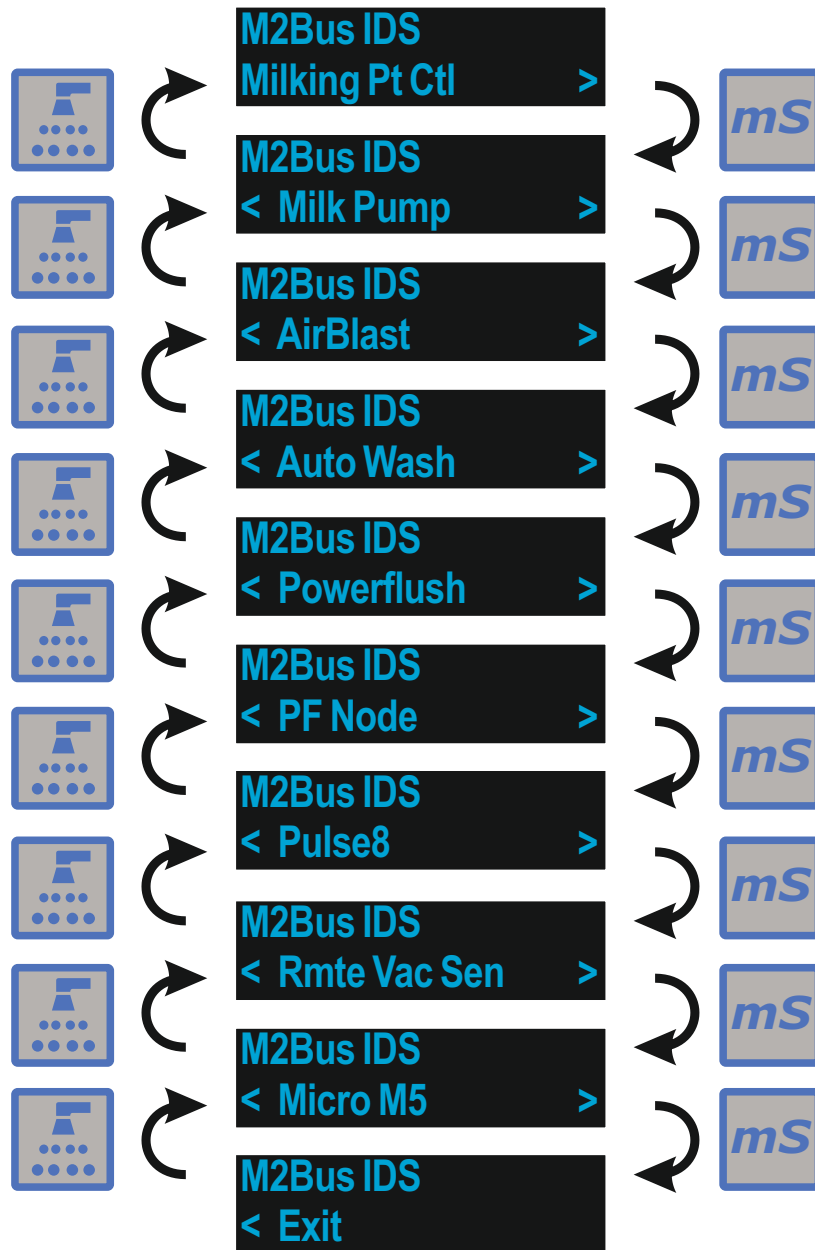 M2Bus IDS
Milking Pt Ctl >
mS
M2Bus IDS
< Milk Pump >
mS
M2Bus IDS
< AirBlast >
mS
M2Bus IDS
< Auto Wash >
mS
M2Bus IDS
< Powerflush >
mS
M2Bus IDS
< PF Node >
mS
M2Bus IDS
< Pulse8 >
mS
M2Bus IDS
< Rmte Vac Sen >
mS
M2Bus IDS
< Micro M5 >
mS
M2Bus IDS
< Exit